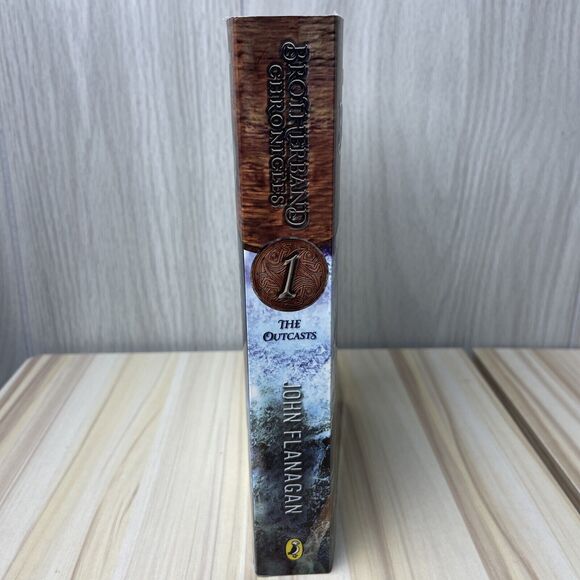 BROTHERBAND
CHRONICLES
1
THE
OUTCASTS
JOHN FLANAGAN